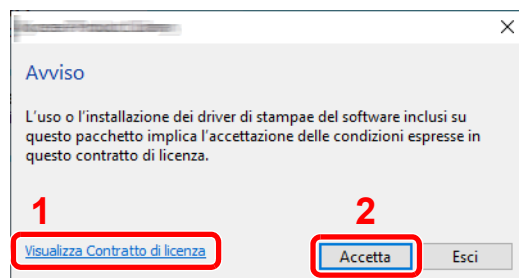 Avviso
L'uso o l'installazione dei driver di stampae del software inclusi su
questo pacchetto implica l'accettazione delle condizioni espresse in
questo contratto di licenza.
1
2
Visualizza Contratto di licenza
Accetta
Esci